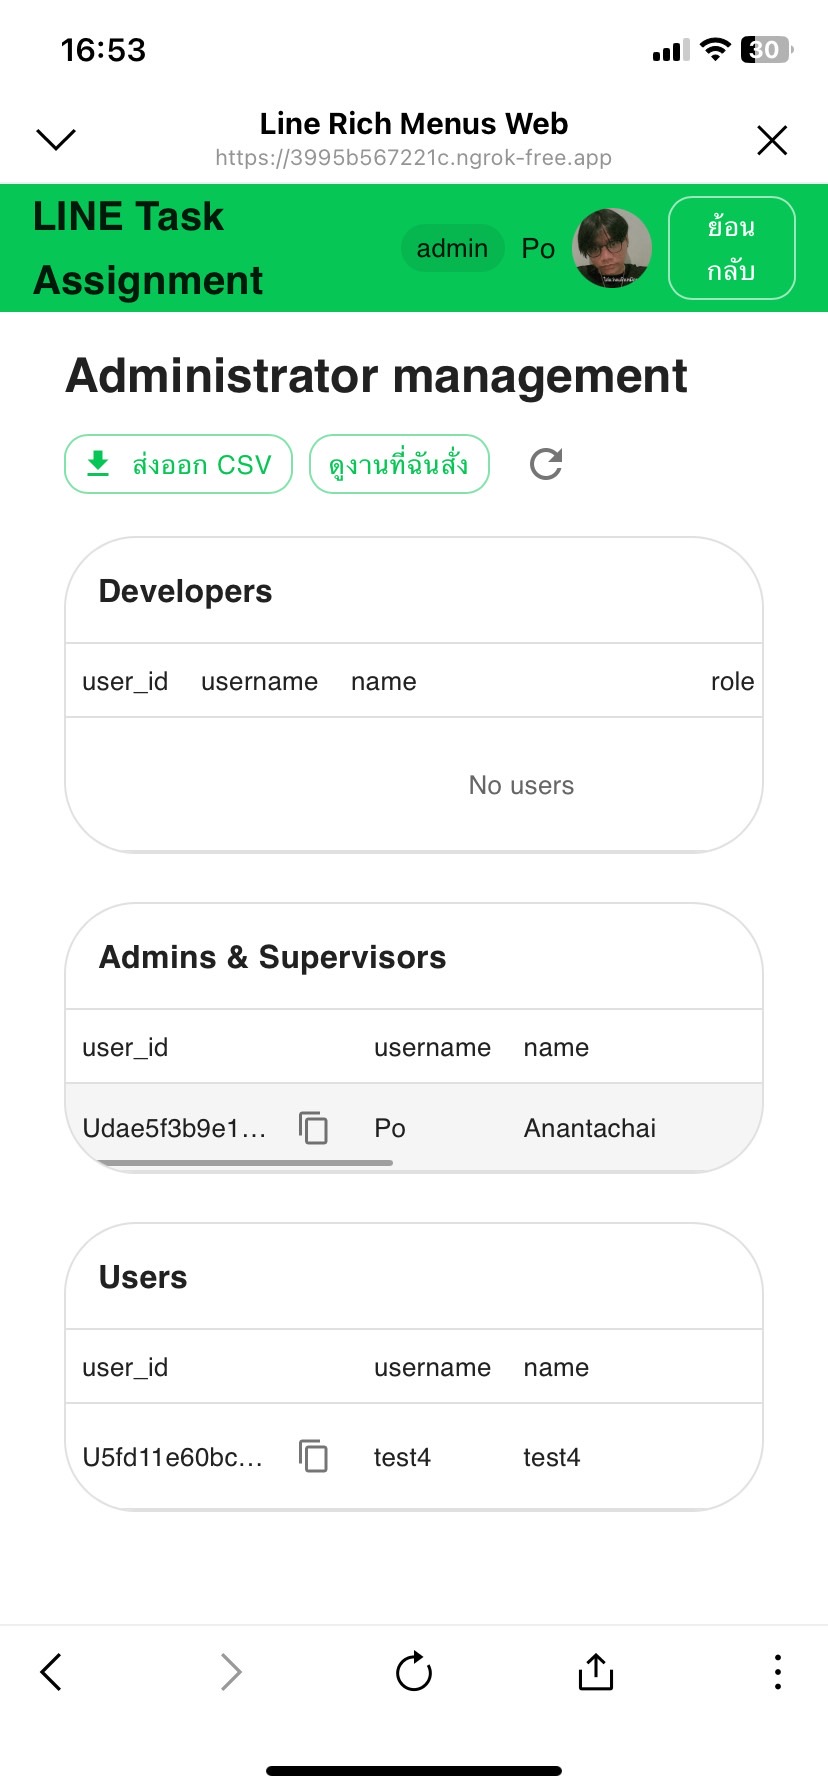 16:53
30
Line Rich Menus Web
https://3995b567221c.ngrok-free.app
LINE Task
Assignment
admin
Po
ย้อน
กลับ
Administrator management
ส่งออก CSV
ดูงานที่ฉันสั่ง
Developers
user_id username name role
No users
Admins & Supervisors
user_id username name
Udae5f3b9e1... Po Anantachai
Users
user_id username name
U5fd11e60bc... test4 test4